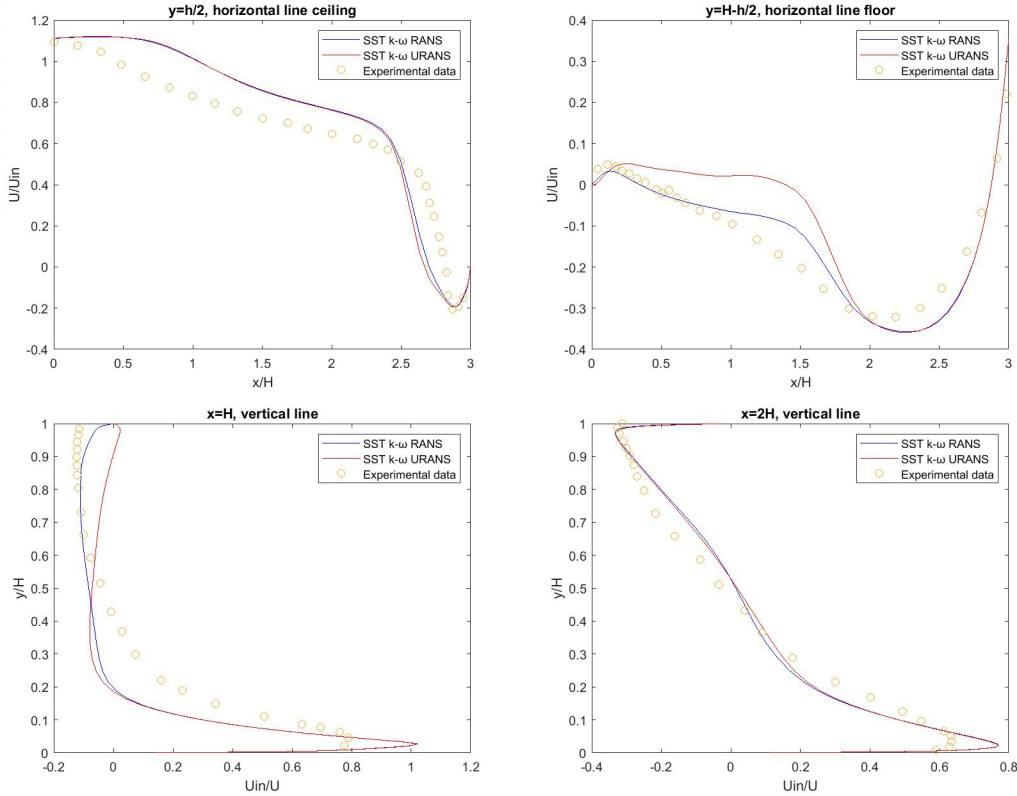 y=h/2, horizontal line ceiling
1.2
1
0.8
0.6
0.4
0.2
0
-0.2
-0.4
U/Uin
SST k-ω RANS
SST k-ω URANS
Experimental data
0 0.5 1 1.5 2 2.5 3
x/H
y=H-h/2, horizontal line floor
0.4
0.3
0.2
0.1
0
-0.1
-0.2
-0.3
-0.4
U/Uin
SST k-ω RANS
SST k-ω URANS
Experimental data
0 0.5 1 1.5 2 2.5 3
x/H
x=H, vertical line
1
0.9
0.8
0.7
0.6
0.5
0.4
0.3
0.2
0.1
0
y/H
SST k-ω RANS
SST k-ω URANS
Experimental data
-0.2 0 0.2 0.4 0.6 0.8 1 1.2
Uin/U
x=2H, vertical line
1
0.9
0.8
0.7
0.6
0.5
0.4
0.3
0.2
0.1
0
y/H
SST k-ω RANS
SST k-ω URANS
Experimental data
-0.4 -0.2 0 0.2 0.4 0.6 0.8
Uin/U